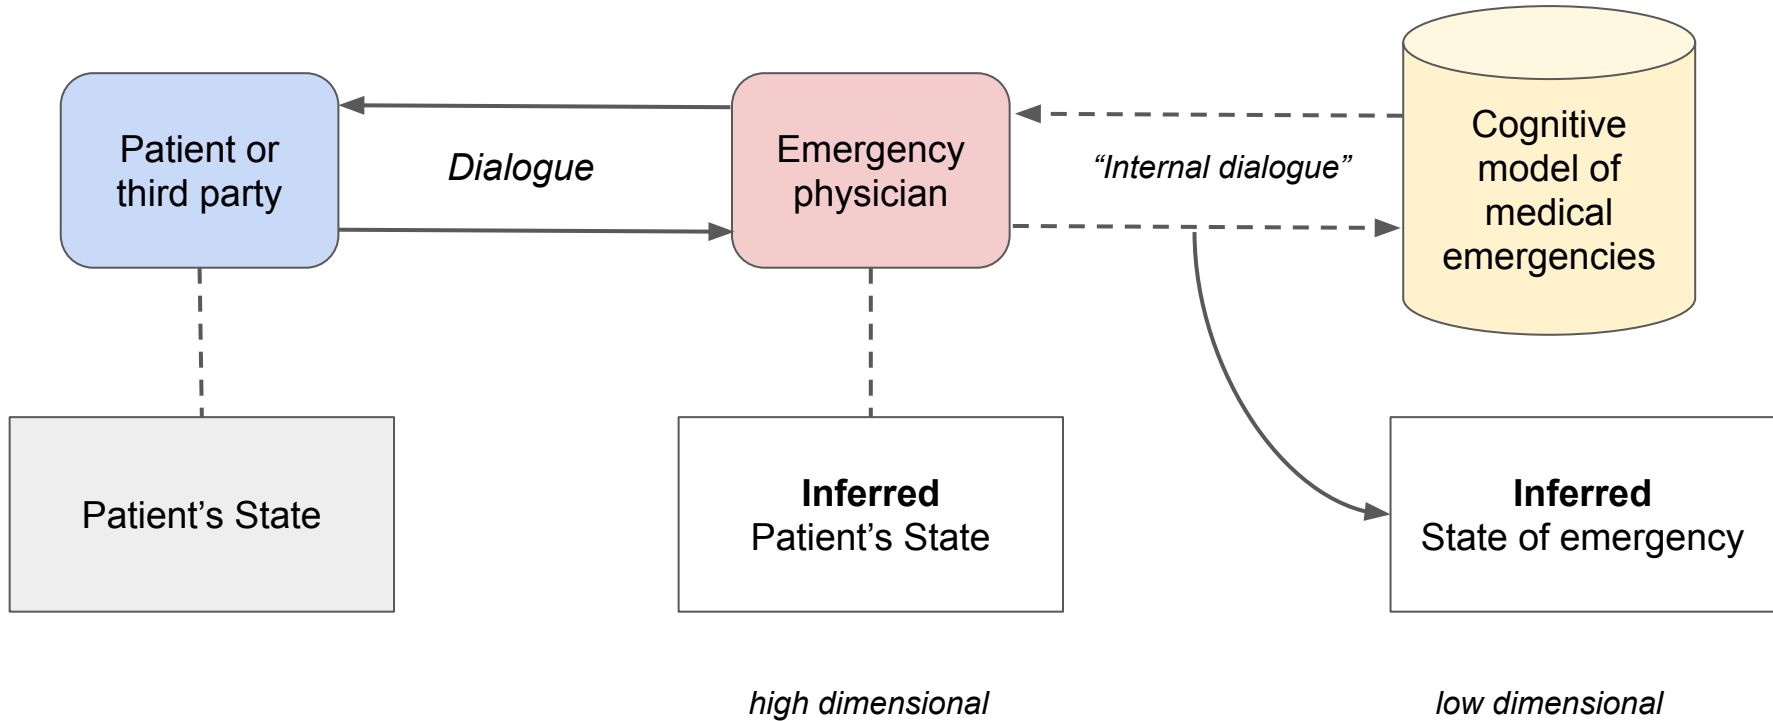 Patient or
third party
Dialogue
Emergency
physician
“Internal dialogue”
Cognitive
model of
medical
emergencies
Patient’s State
Inferred
Patient’s State
Inferred
State of emergency
high dimensional
low dimensional